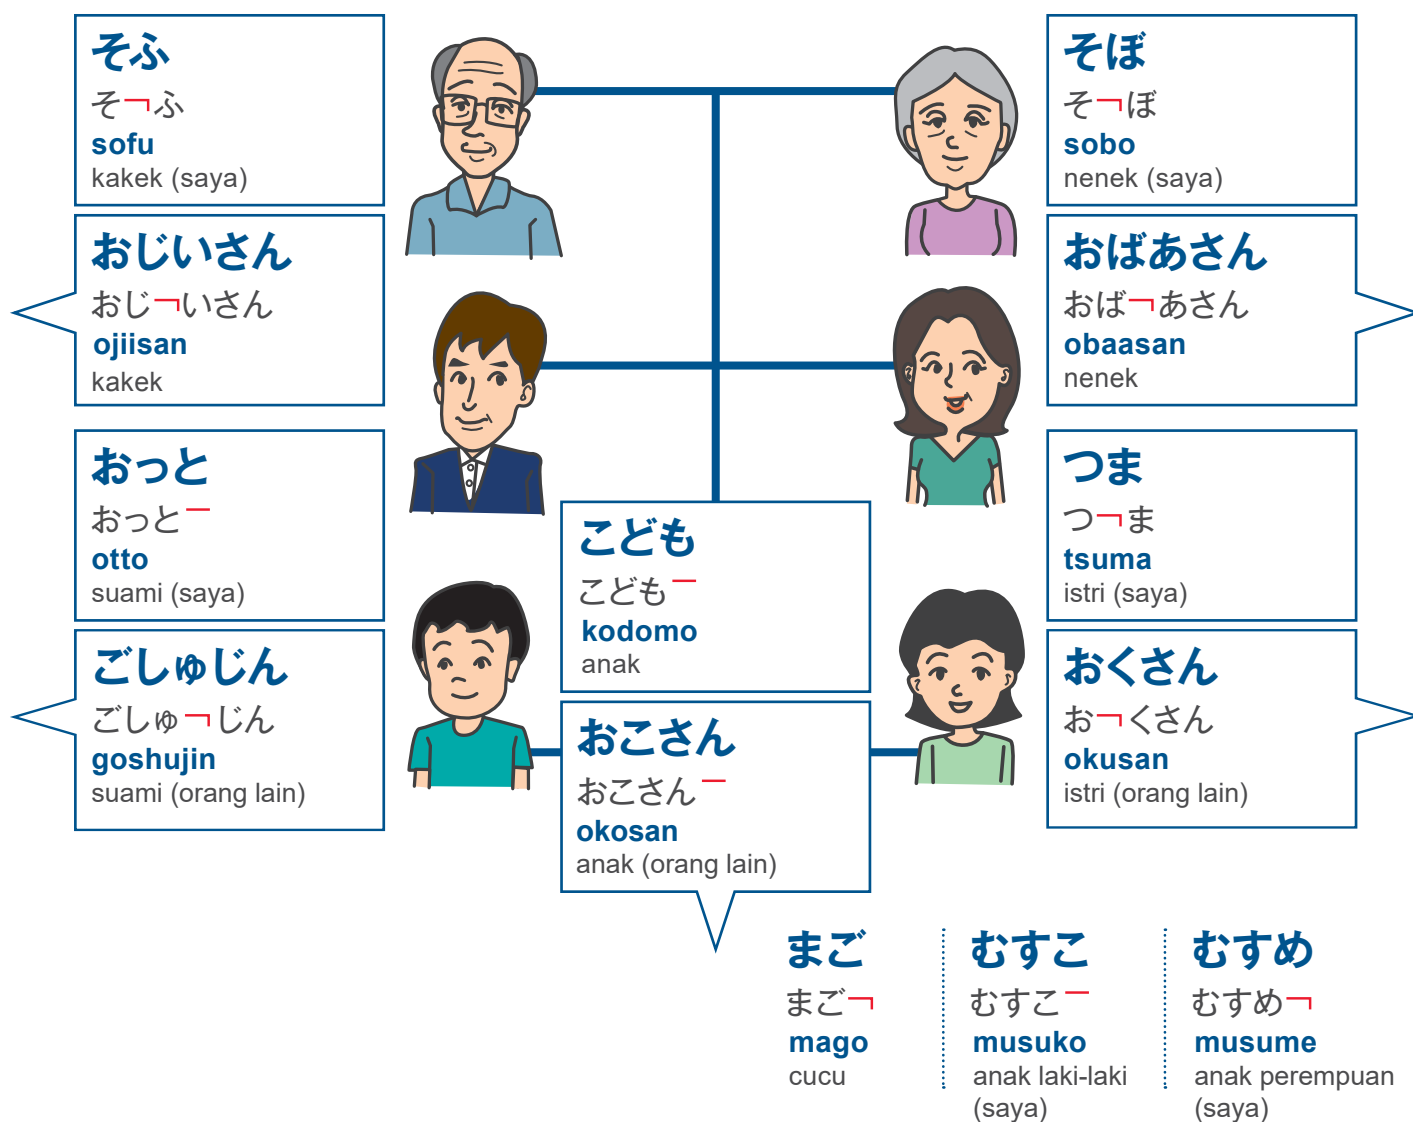 そふ
そ￢ふ
sofu
kakek (saya)
おじいさん
おじ￢いさん
ojiisan
kakek
おっと
おっと￣
otto
suami (saya)
ごしゅじん
ごしゅ￢じん
goshujin
suami (orang lain)
こども
こども￣
kodomo
anak
おこさん
おこさん￣
okosan
anak (orang lain)
そぼ
そ￢ぼ
sobo
nenek (saya)
おばあさん
おば￢あさん
obaasan
nenek
つま
つ￢ま
tsuma
istri (saya)
おくさん
お￢くさん
okusan
istri (orang lain)
まご
まご￢
mago
cucu
むすこ
むすこ￣
musuko
anak laki-laki
(saya)
むすめ
むすめ￢
musume
anak perempuan
(saya)